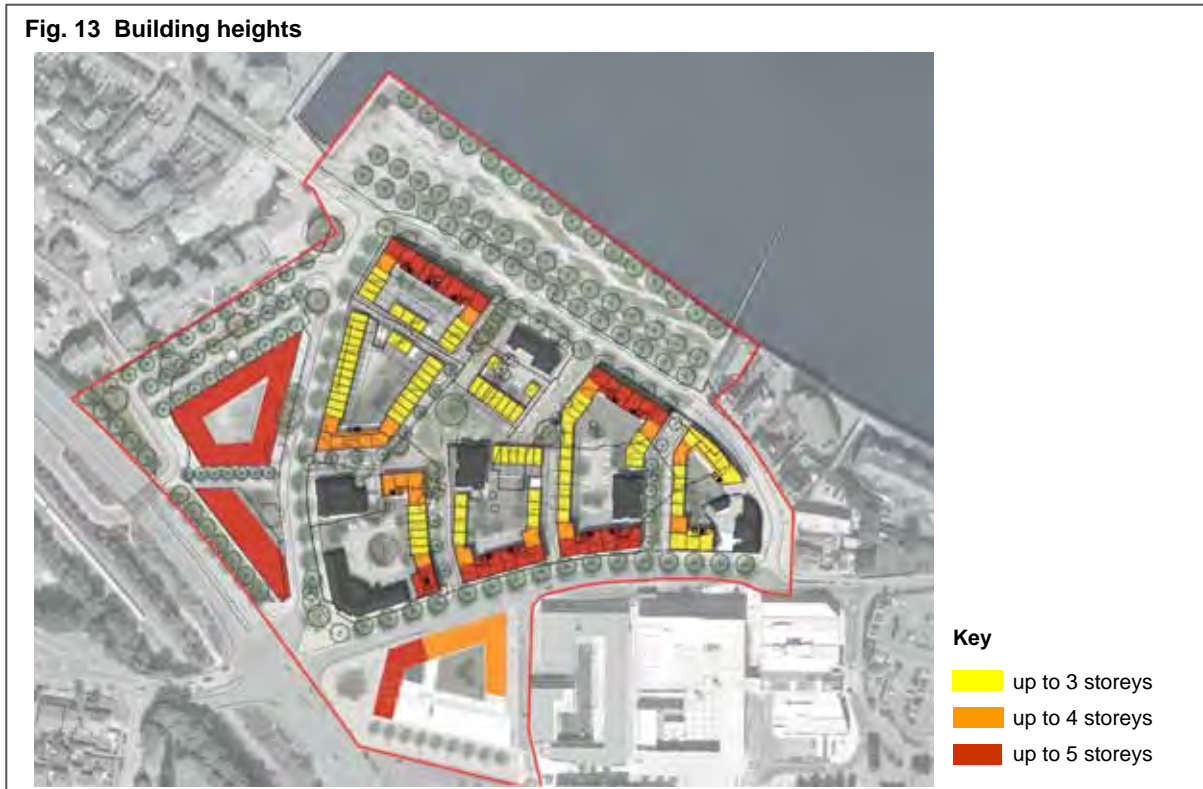 Fig. 13 Building heights
Key
up to 3 storeys
up to 4 storeys
up to 5 storeys